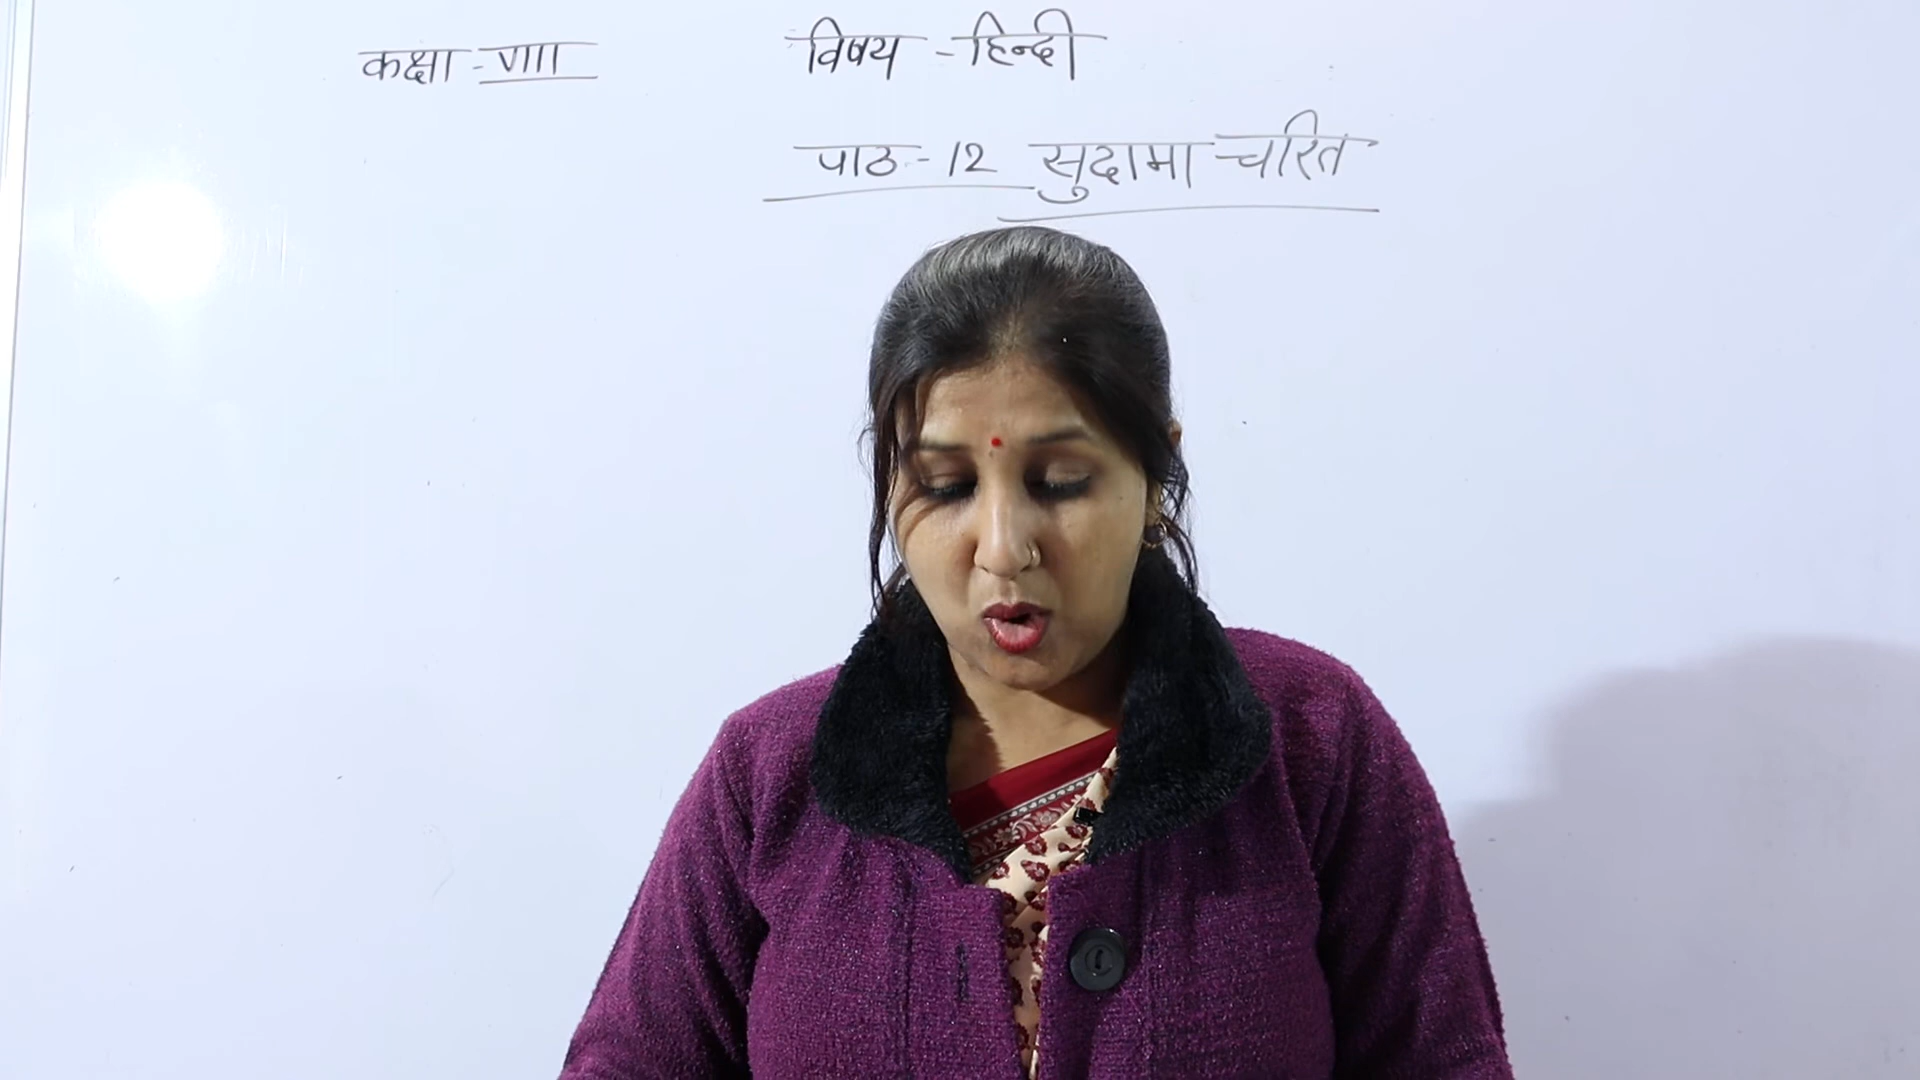 कक्षा - VIII विषय - हिन्दी
पाठ - 12 सुदामा चरित